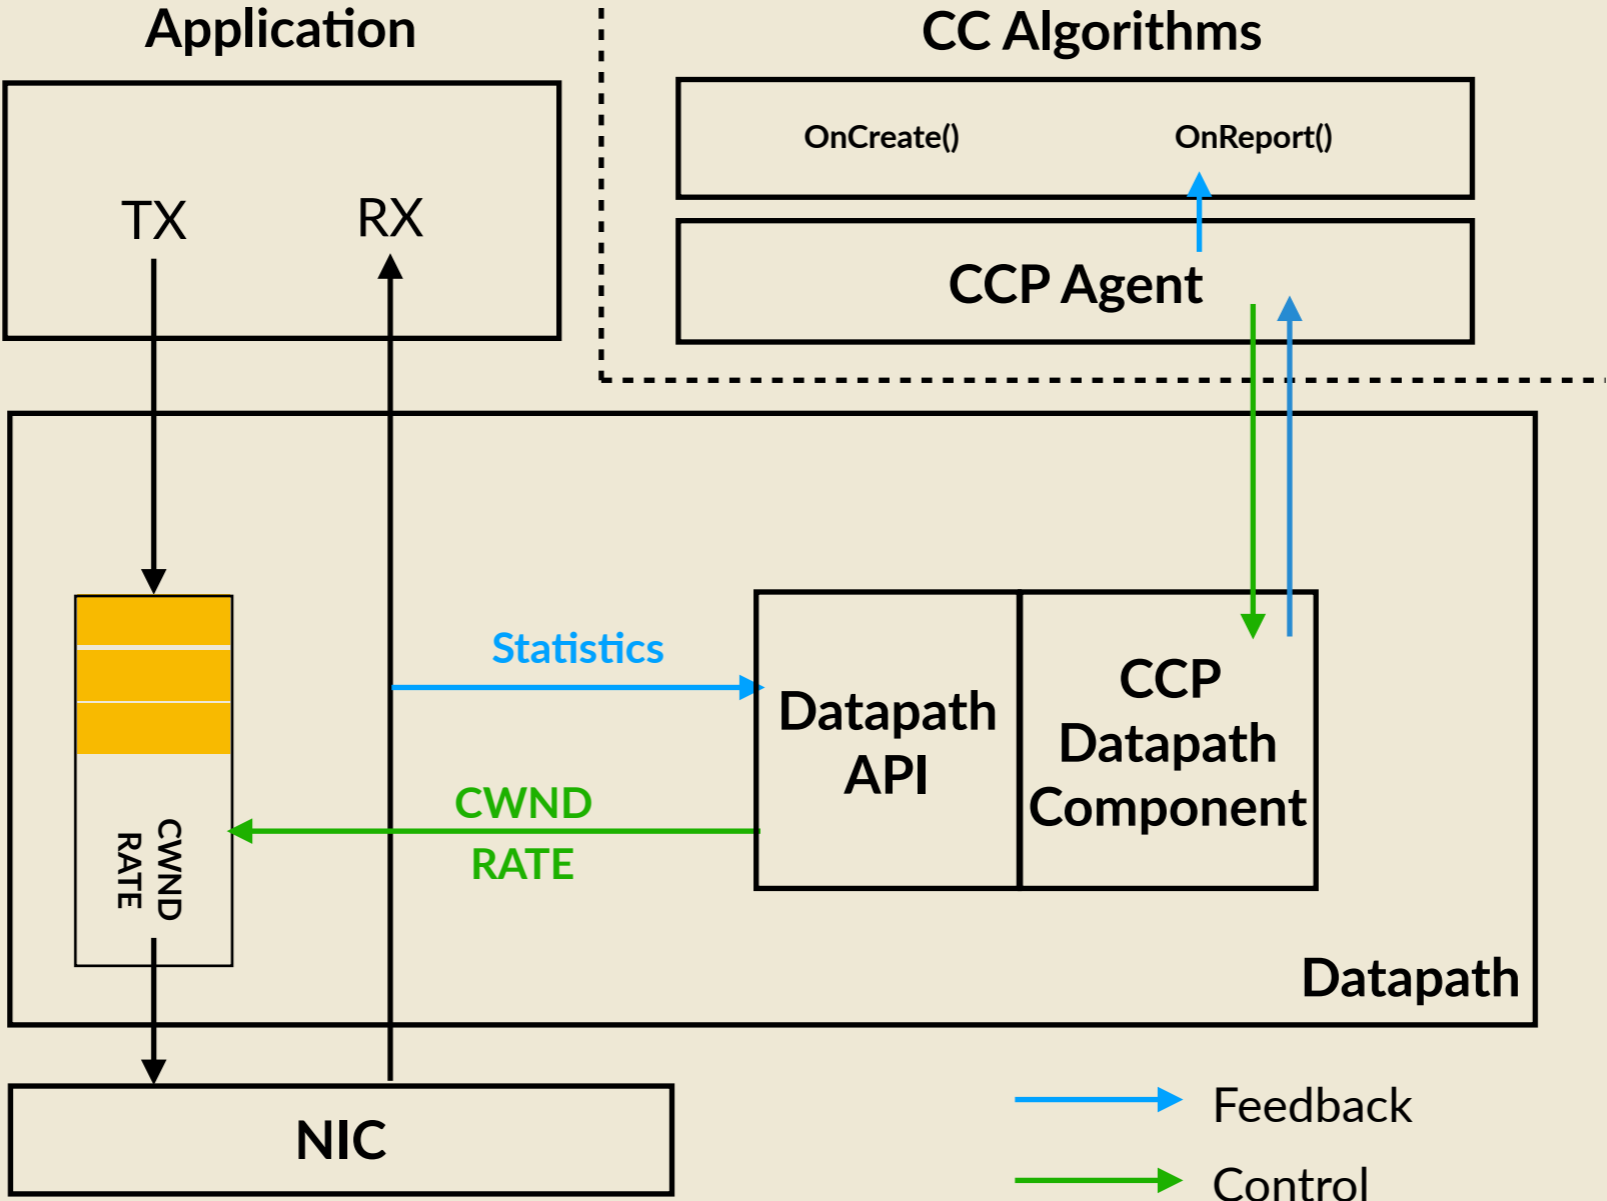 Application
CC Algorithms
OnCreate()
OnReport()
TX
RX
CCP Agent
Statistics
CCP
Datapath
Component
Datapath
API
CWND
RATE
CWND
RATE
Datapath
Feedback
NIC
Control